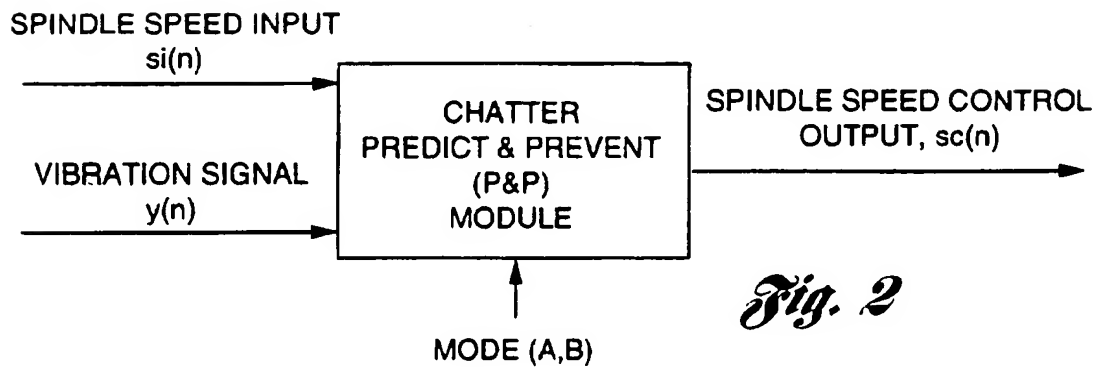 SPINDLE SPEED INPUT
si(n)
VIBRATION SIGNAL
y(n)
CHATTER
PREDICT & PREVENT
(P&P)
MODULE
SPINDLE SPEED CONTROL
OUTPUT, sc(n)
MODE (A,B)
Fig. 2